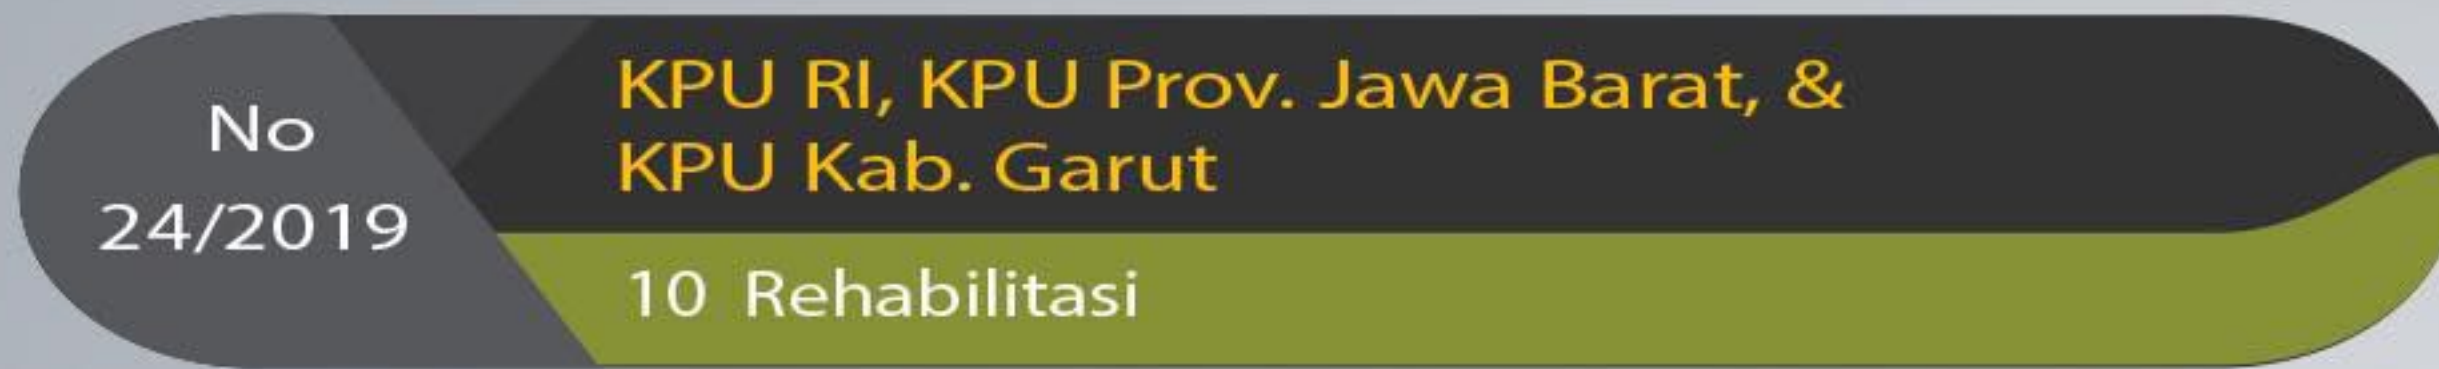 No
24/2019
KPU RI, KPU Prov. Jawa Barat, &
KPU Kab. Garut
10 Rehabilitasi